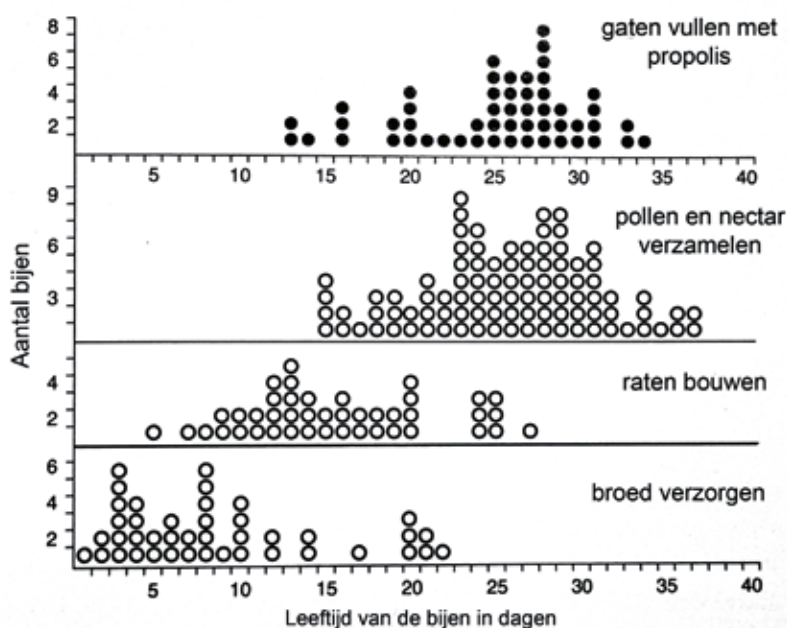 8
6
4
2
gaten vullen met
propolis
5 10 15 20 25 30 35 40
Aantal bijen
9
6
3
pollen en nectar
verzamelen
4
2
raten bouwen
6
4
2
broed verzorgen
5 10 15 20 25 30 35 40
Leeftijd van de bijen in dagen